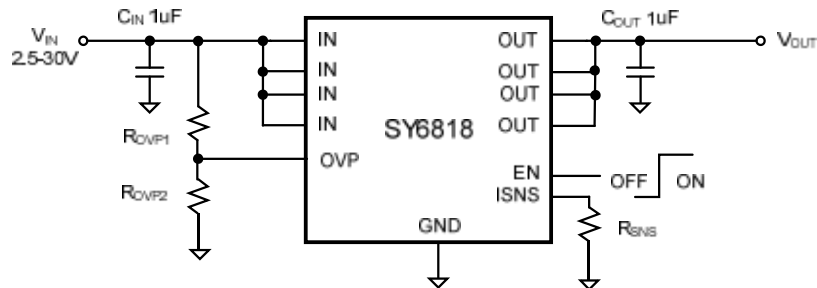 CIN 1uF
COUT 1uF
VIN
2.5-30V
IN
IN
IN
IN
OVP
SY6818
OUT
OUT
OUT
OUT
VOUT
EN
ISNS
OFF
ON
ROVP1
ROVP2
GND
RSNS